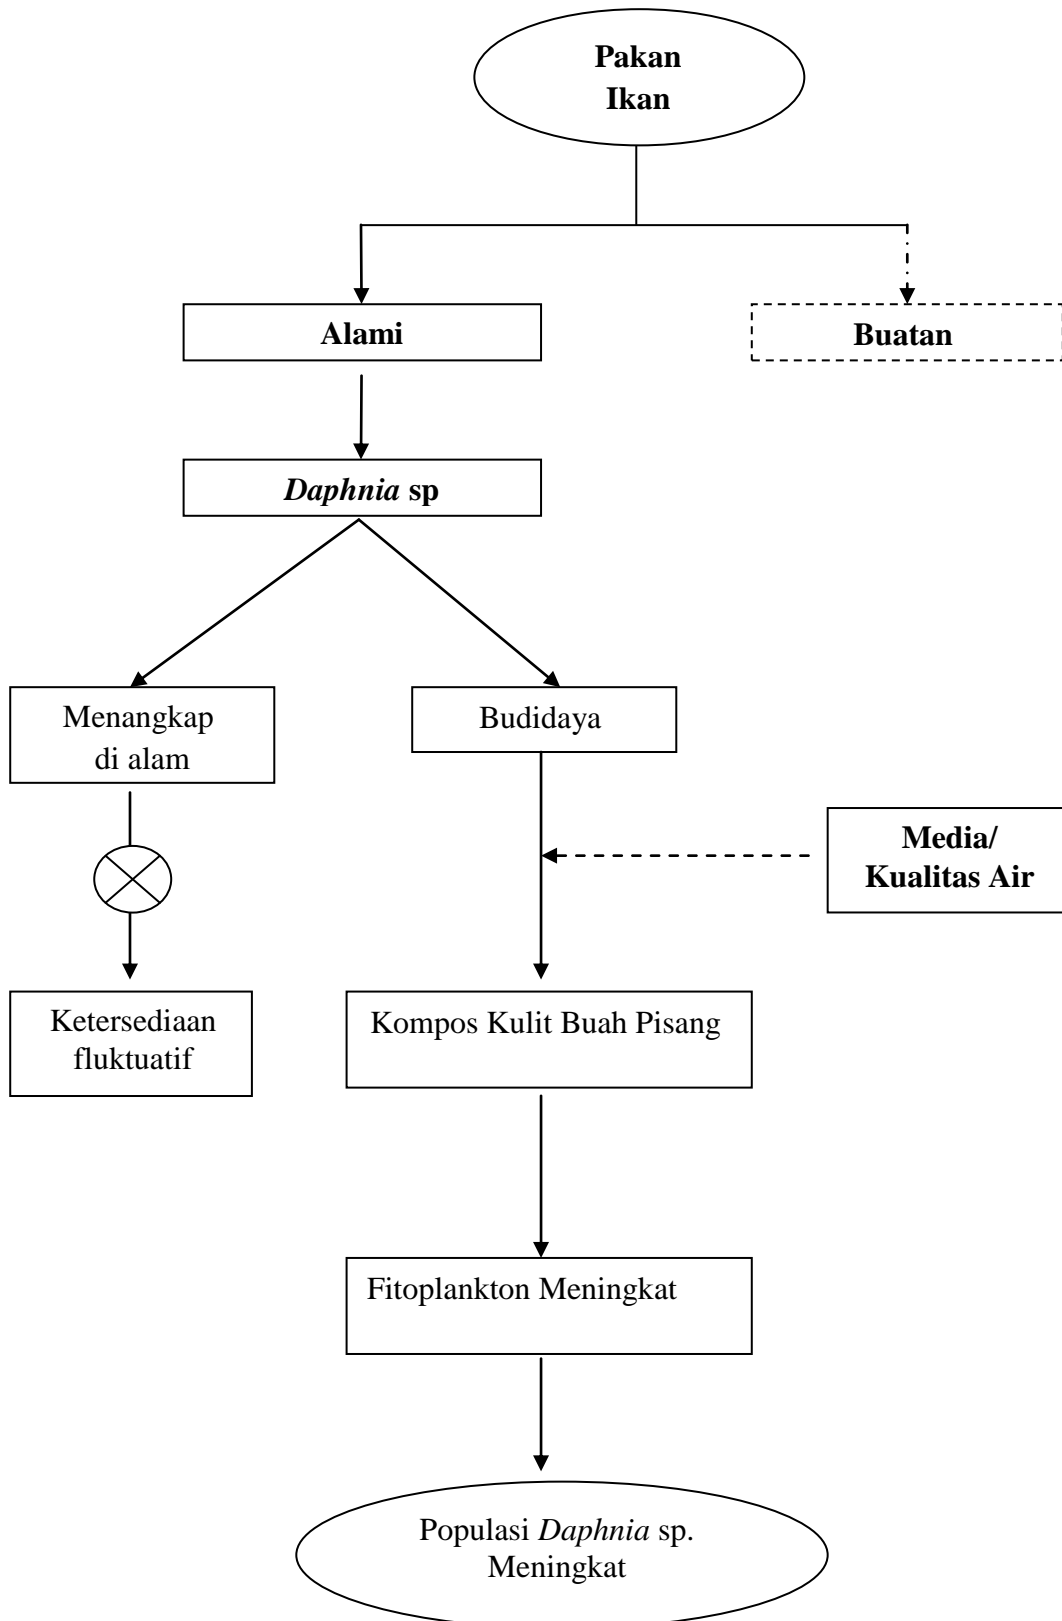 Pakan
Ikan
Alami
Buatan
Daphnia sp
Menangkap
di alam
Budidaya
Media/
Kualitas Air
Ketersediaan
fluktuatif
Kompos Kulit Buah Pisang
Fitoplankton Meningkat
Populasi Daphnia sp.
Meningkat